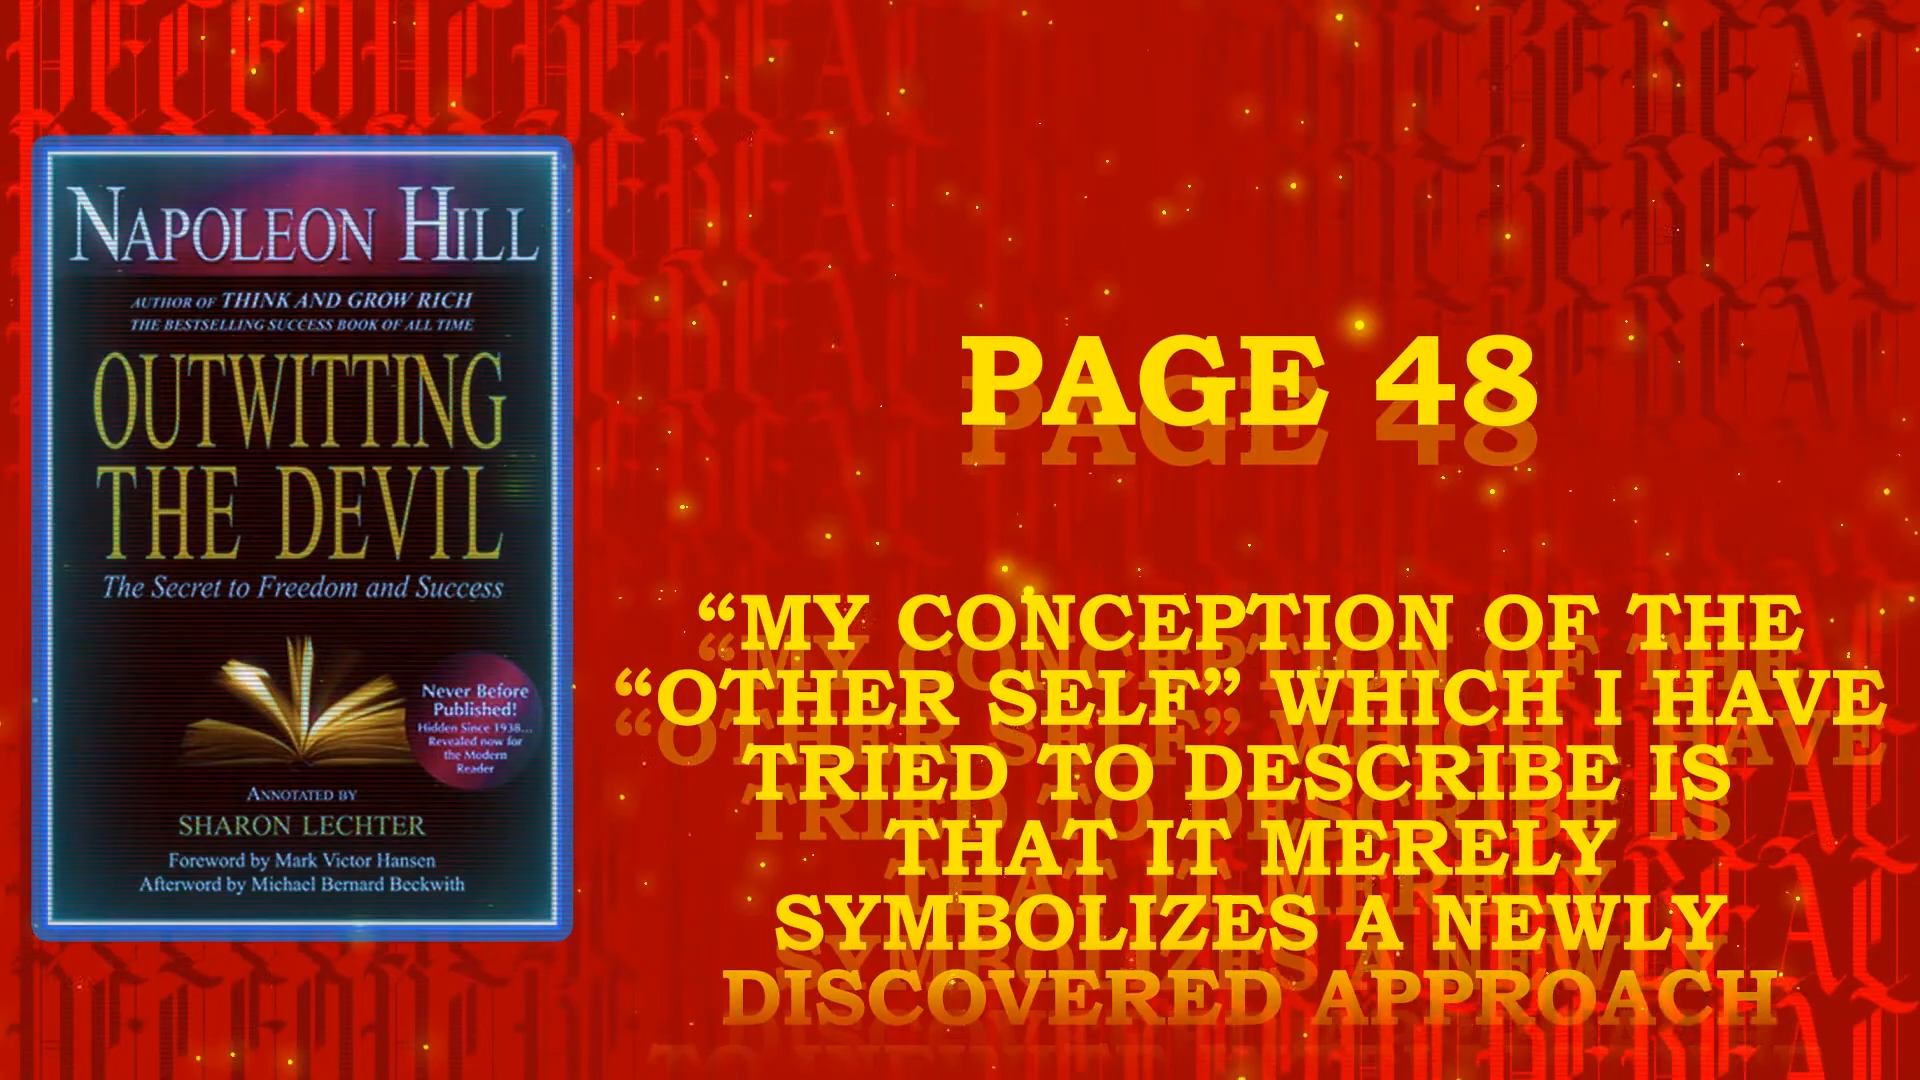 NAPOLEON HILL
AUTHOR OF THINK AND GROW RICH
THE BESTSELLING SUCCESS BOOK OF ALL TIME
OUTWITTING
THE DEVIL
The Secret to Freedom and Success
Never Before
Published!
Hidden Since 1938...
Revealed now for
the Modern
Reader
ANNOTATED BY
SHARON LECHTER
Foreword by Mark Victor Hansen
Afterword by Michael Bernard Beckwith
PAGE 48
“MY CONCEPTION OF THE
“OTHER SELF” WHICH I HAVE
TRIED TO DESCRIBE IS
THAT IT MERELY
SYMBOLIZES A NEWLY
DISCOVERED APPROACH